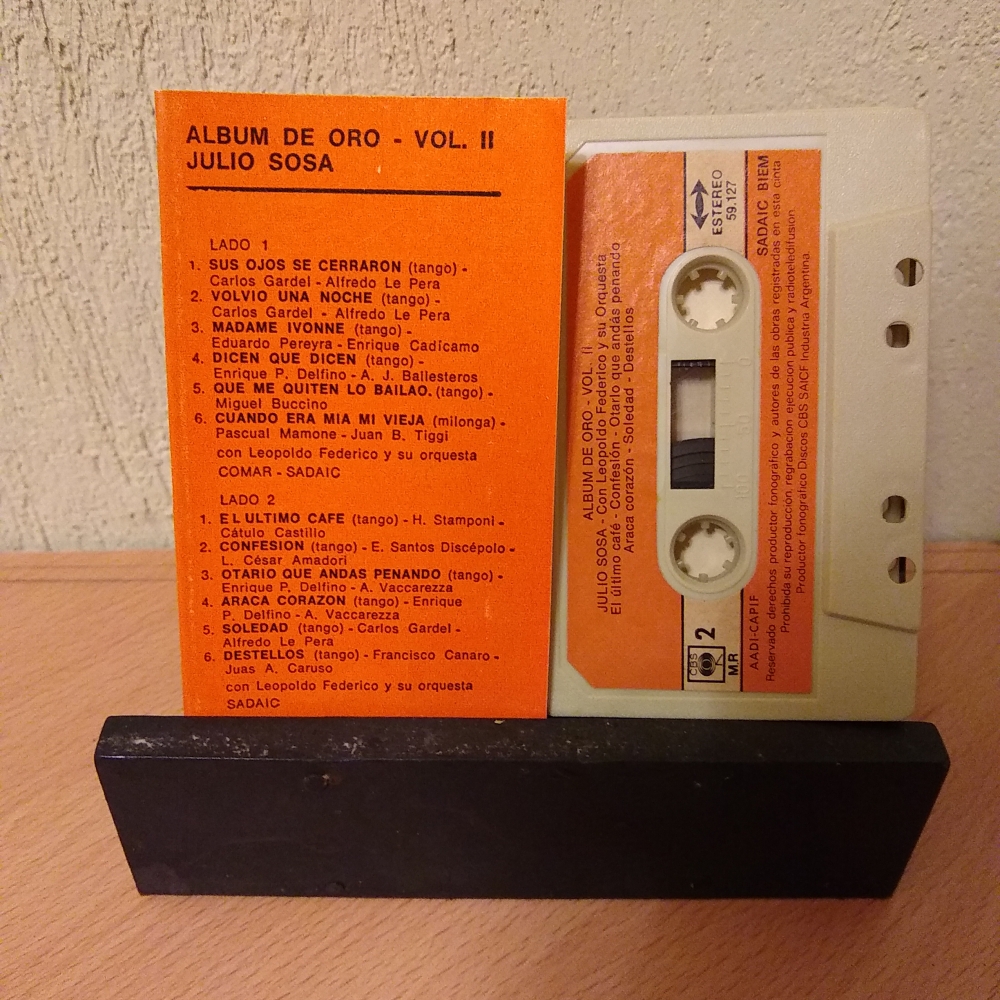 ALBUM DE ORO - VOL. II
JULIO SOSA
LADO 1
1. SUS OJOS SE CERRARON (tango) -
Carlos Gardel - Alfredo Le Pera
2. VOLVIO UNA NOCHE (tango) -
Carlos Gardel - Alfredo Le Pera
3. MADAME IVONNE (tango) -
Eduardo Pereyra - Enrique Cadícamo
4. DICEN QUE DICEN (tango) -
Enrique P. Delfino - A. J. Ballesteros
5. QUE ME QUITEN LO BAILAO. (tango) -
Miguel Buccino
6. CUANDO ERA MIA MI VIEJA (milonga) -
Pascual Mamone - Juan B. Tiggi
con Leopoldo Federico y su orquesta
COMAR - SADAIC
LADO 2
1. EL ULTIMO CAFE (tango) - H. Stamponi -
Cátulo Castillo
2. CONFESION (tango) - E. Santos Discépolo -
L. César Amadori
3. OTARIO QUE ANDAS PENANDO (tango) -
Enrique P. Delfino - A. Vaccarezza
4. ARACA CORAZON (tango) - Enrique
P. Delfino - A. Vaccarezza
5. SOLEDAD (tango) - Carlos Gardel -
Alfredo Le Pera
6. DESTELLOS (tango) - Francisco Canaro -
Juas A. Caruso
con Leopoldo Federico y su orquesta
SADAIC
ALBUM DE ORO - VOL. II
JULIO SOSA - Con Leopoldo Federico y su Orquesta
El último café - Confesión - Otario que andás penando
Araca corazón - Soledad - Destellos
ESTEREO
59.127
CBS
2
M.R
AADI-CAPIF
SADAIC BIEM
Reservado derechos productor fonográfico y autores de las obras registradas en esta cinta
Prohibida su reproducción, regrabación ejecución publica y radioteledifusión
Productor fonográfico Discos CBS SAICF Industria Argentina